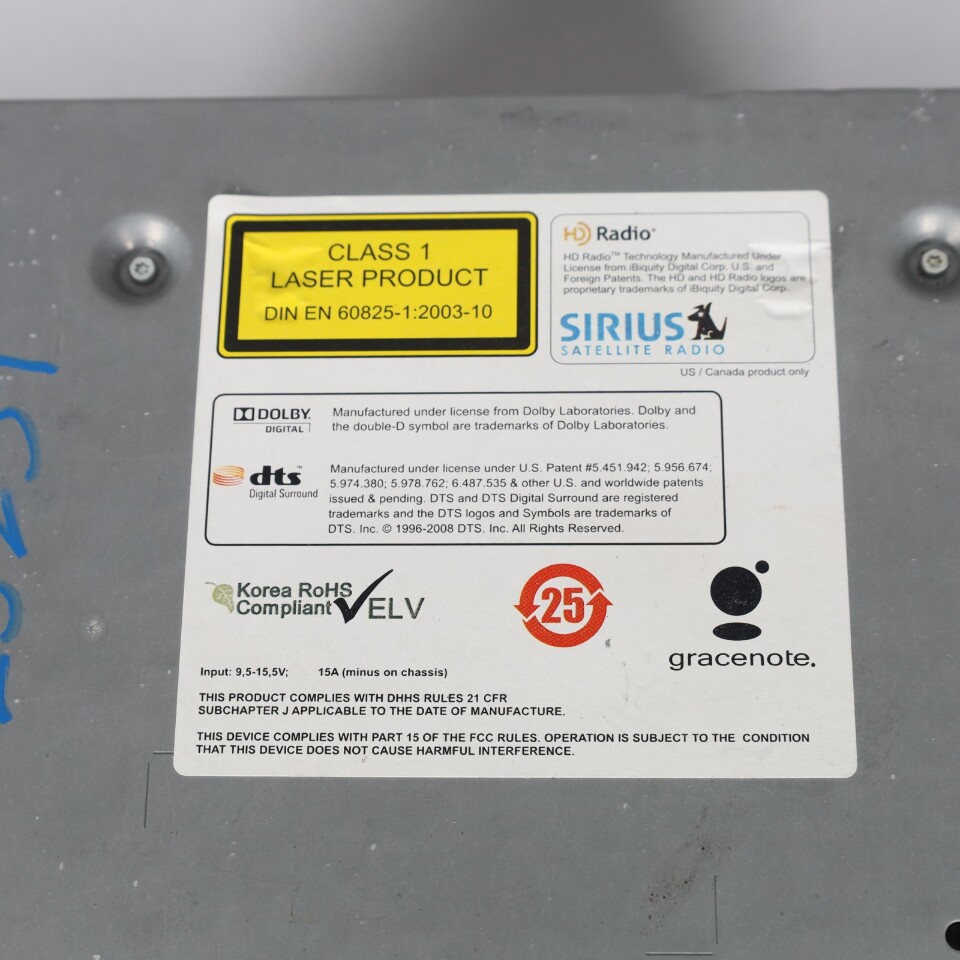 CLASS 1
LASER PRODUCT
DIN EN 60825-1:2003-10
HD Radio
HD Radio™ Technology Manufactured Under
License from iBiquity Digital Corp. U.S. and
Foreign Patents. The HD and HD Radio logos are
proprietary trademarks of iBiquity Digital Corp.
SIRIUS
SATELLITE RADIO
US / Canada product only
DOLBY.
DIGITAL
Manufactured under license from Dolby Laboratories. Dolby and
the double-D symbol are trademarks of Dolby Laboratories.
dts™
Digital Surround
Manufactured under license under U.S. Patent #5.451.942; 5.956.674;
5.974.380; 5.978.762; 6.487.535 & other U.S. and worldwide patents
issued & pending. DTS and DTS Digital Surround are registered
trademarks and the DTS logos and Symbols are trademarks of
DTS. Inc. © 1996-2008 DTS. Inc. All Rights Reserved.
Korea RoHS
Compliant
ELV
25
gracenote.
Input: 9,5-15,5V; 15A (minus on chassis)
THIS PRODUCT COMPLIES WITH DHHS RULES 21 CFR
SUBCHAPTER J APPLICABLE TO THE DATE OF MANUFACTURE.
THIS DEVICE COMPLIES WITH PART 15 OF THE FCC RULES. OPERATION IS SUBJECT TO THE CONDITION
THAT THIS DEVICE DOES NOT CAUSE HARMFUL INTERFERENCE.